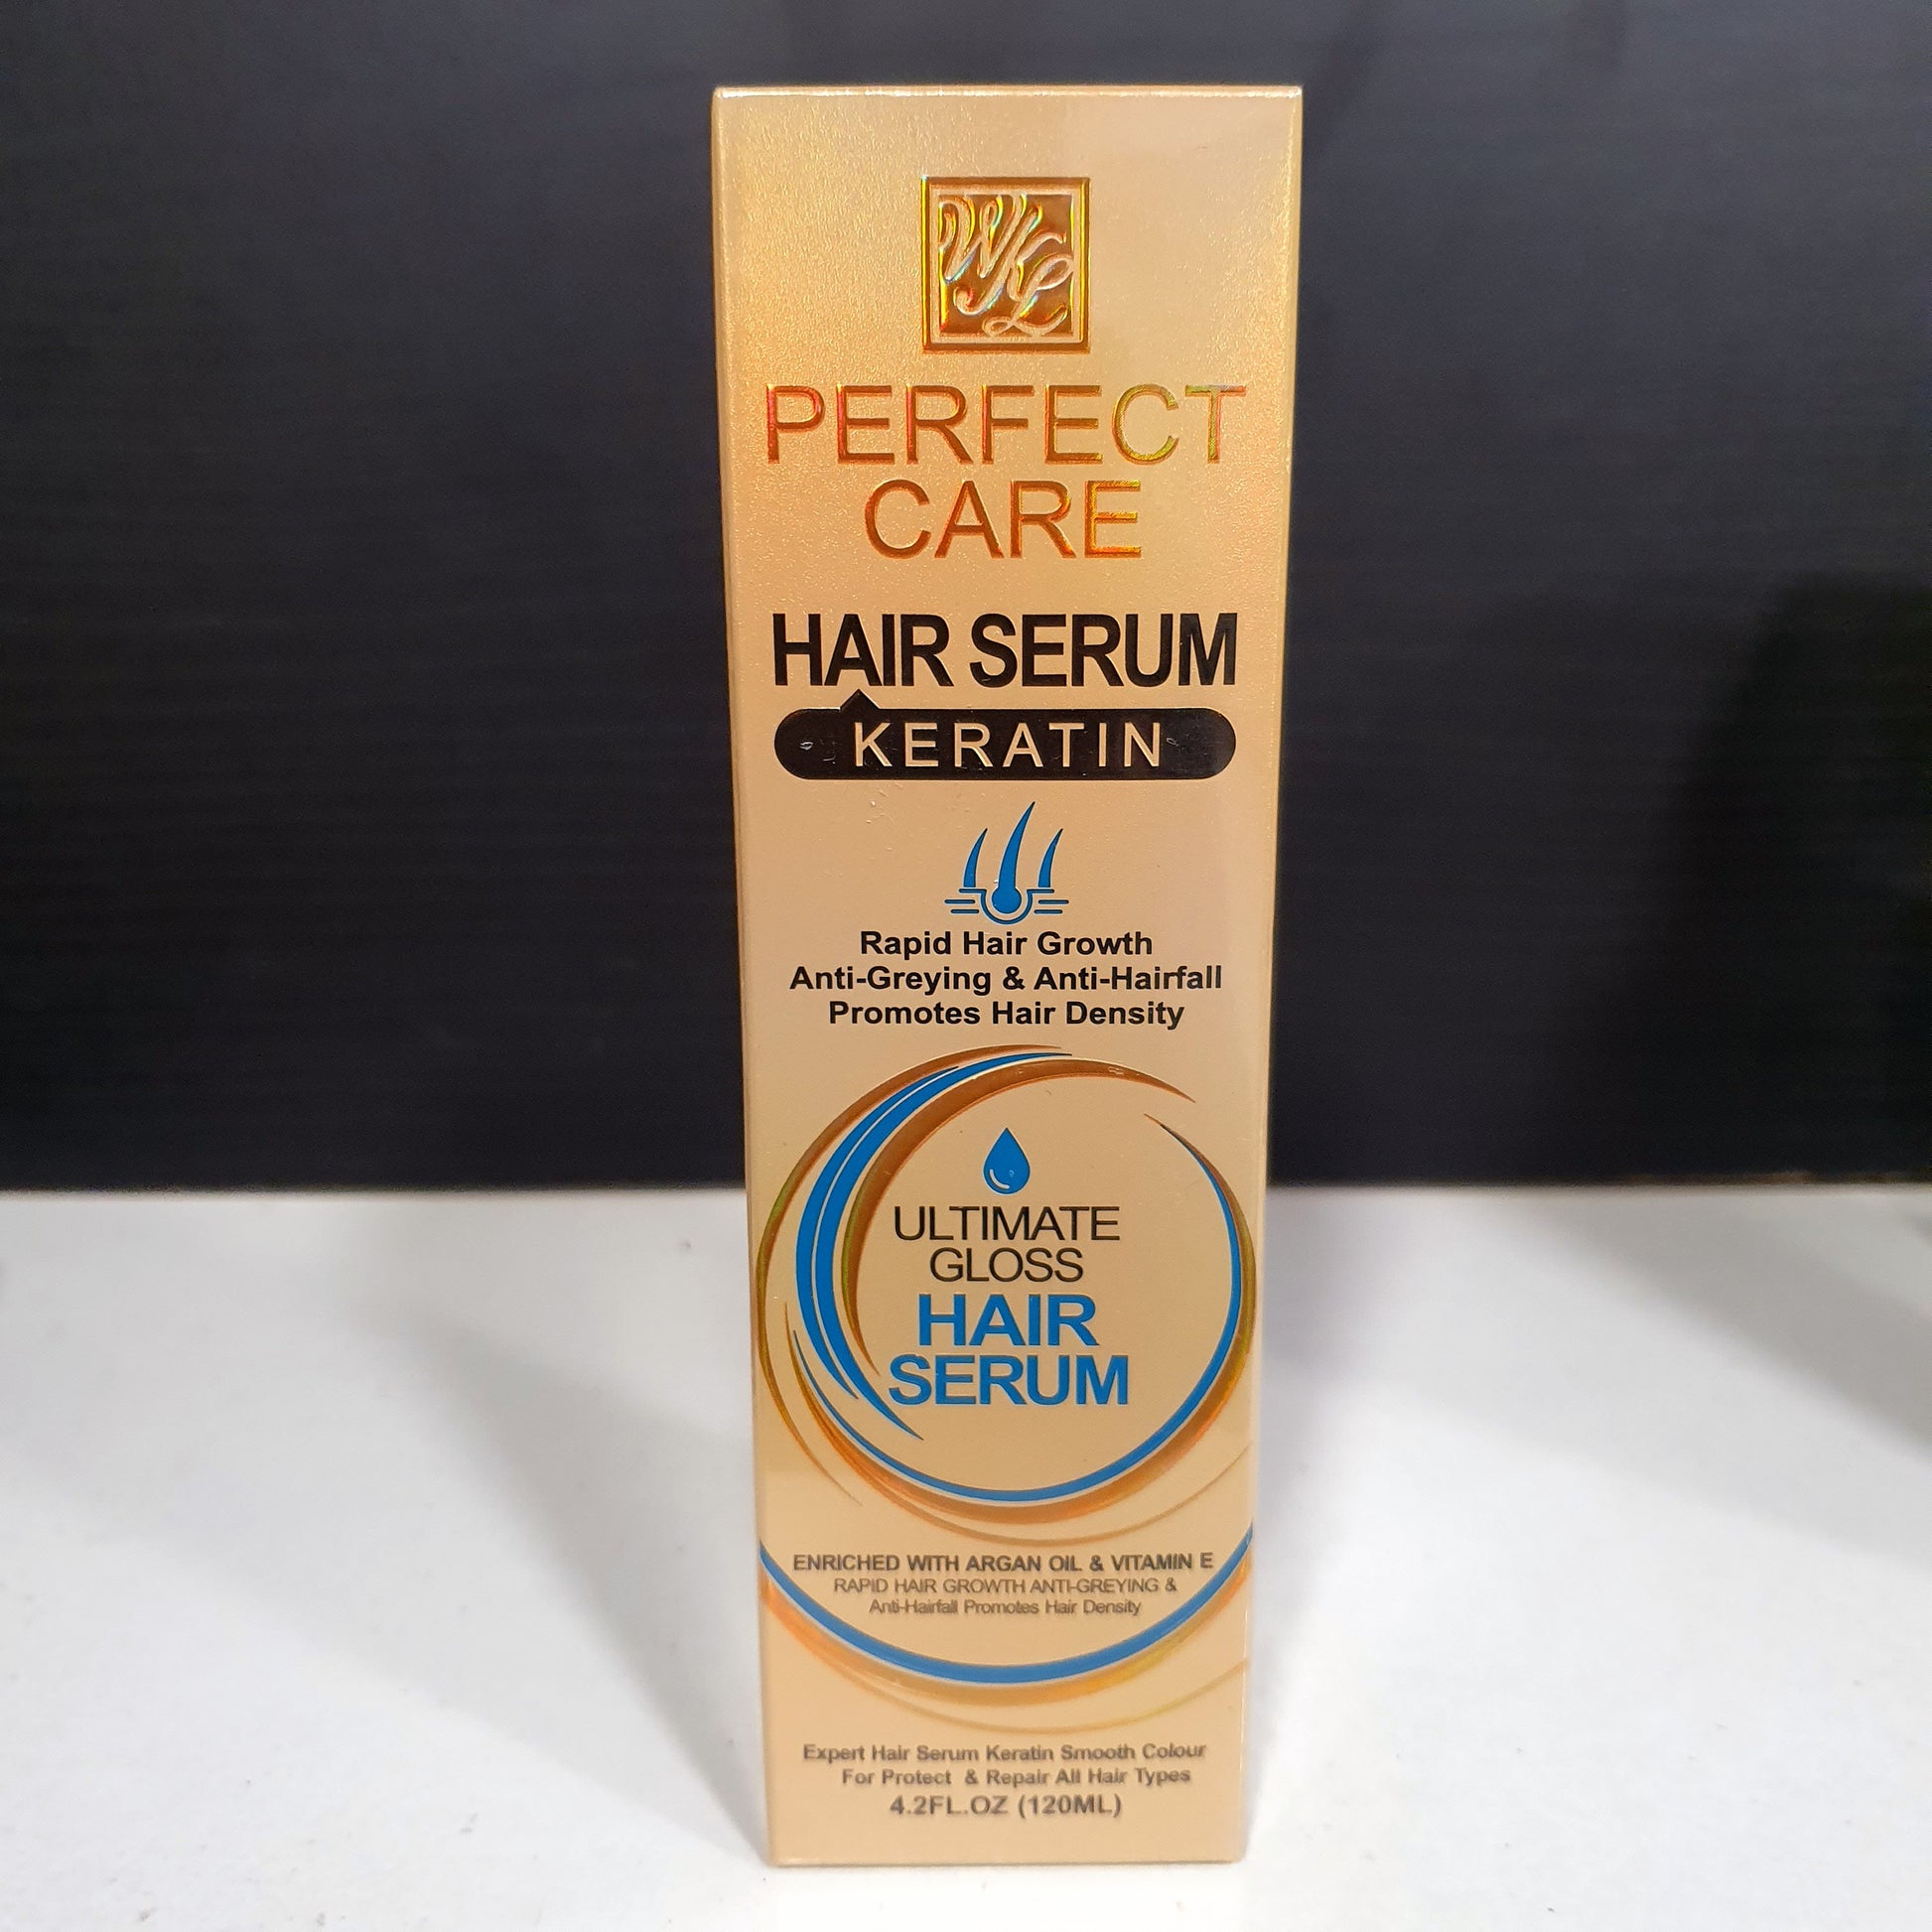 WKL
PERFECT
CARE
HAIR SERUM
KERATIN
Rapid Hair Growth
Anti-Greying & Anti-Hairfall
Promotes Hair Density
ULTIMATE
GLOSS
HAIR
SERUM
ENRICHED WITH ARGAN OIL & VITAMIN E
RAPID HAIR GROWTH ANTI-GREYING &
Anti-Hairfall Promotes Hair Density
Expert Hair Serum Keratin Smooth Colour
For Protect & Repair All Hair Types
4.2FL.OZ (120ML)